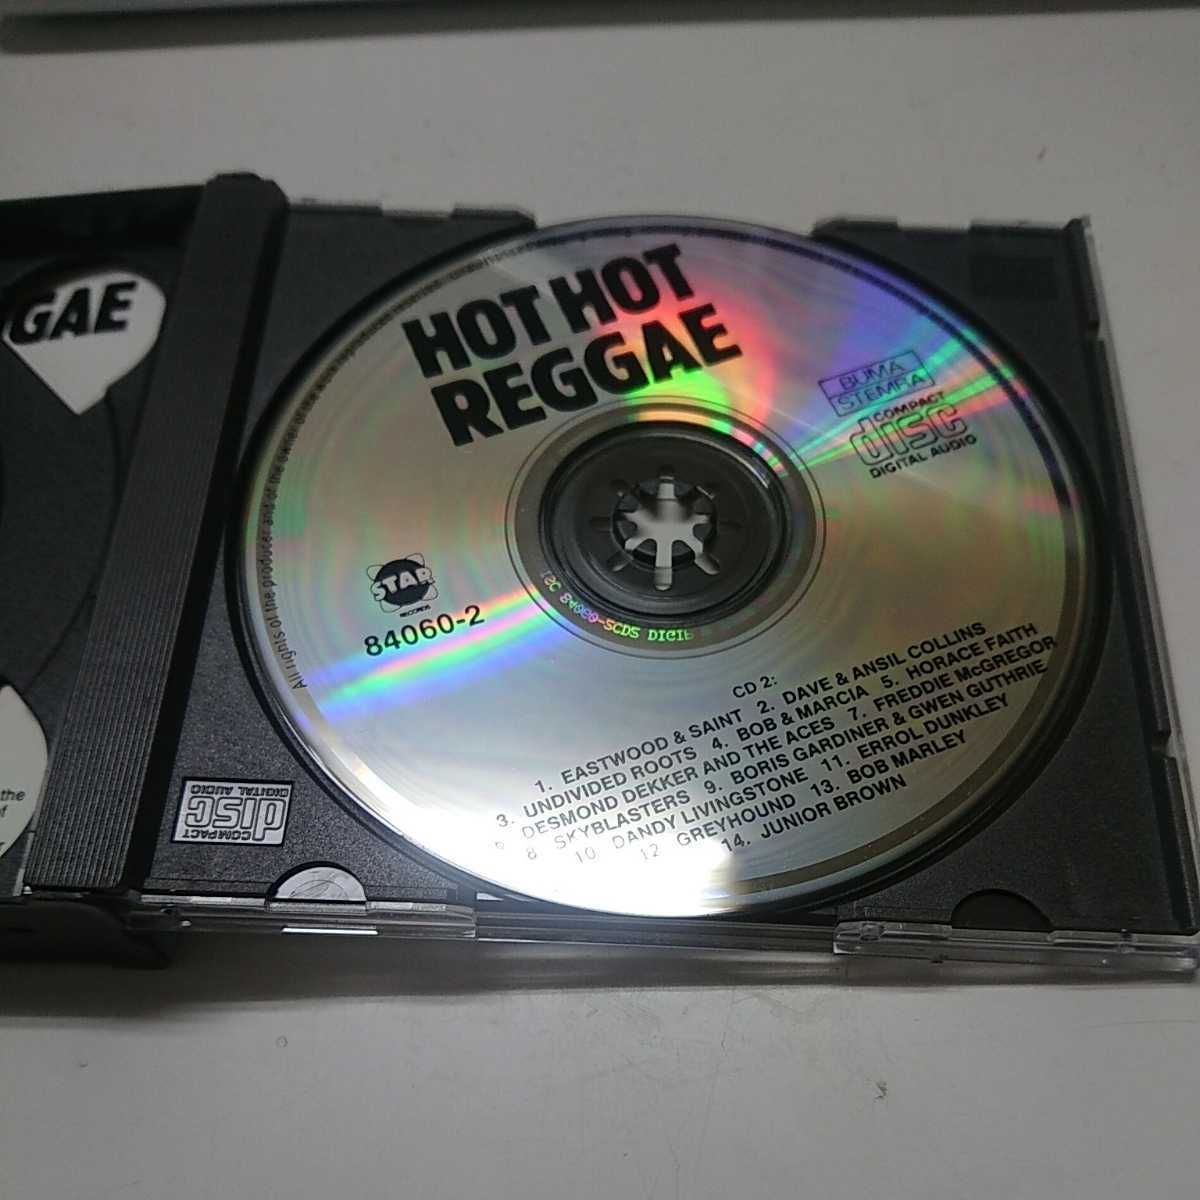 GAE
the
of
HOT HOT
REGGAE
BUMA
STEMRA
COMPACT
disc
DIGITAL AUDIO
All rights of the producer and of the owner of the
STAR
RECORDS
84060-2
CD 2:
1. EASTWOOD & SAINT 2. DAVE & ANSIL COLLINS
3. UNDIVIDED ROOTS 4. BOB & MARCIA 5. HORACE FAITH
6 DESMOND DEKKER AND THE ACES 7. FREDDIE McGREGOR
8 SKYBLASTERS 9. BORIS GARDINER & GWEN GUTHRIE
10 DANDY LIVINGSTONE 11. ERROL DUNKLEY
12 GREYHOUND 13. BOB MARLEY
14. JUNIOR BROWN
COMPACT
disc
DIGITAL AUDIO